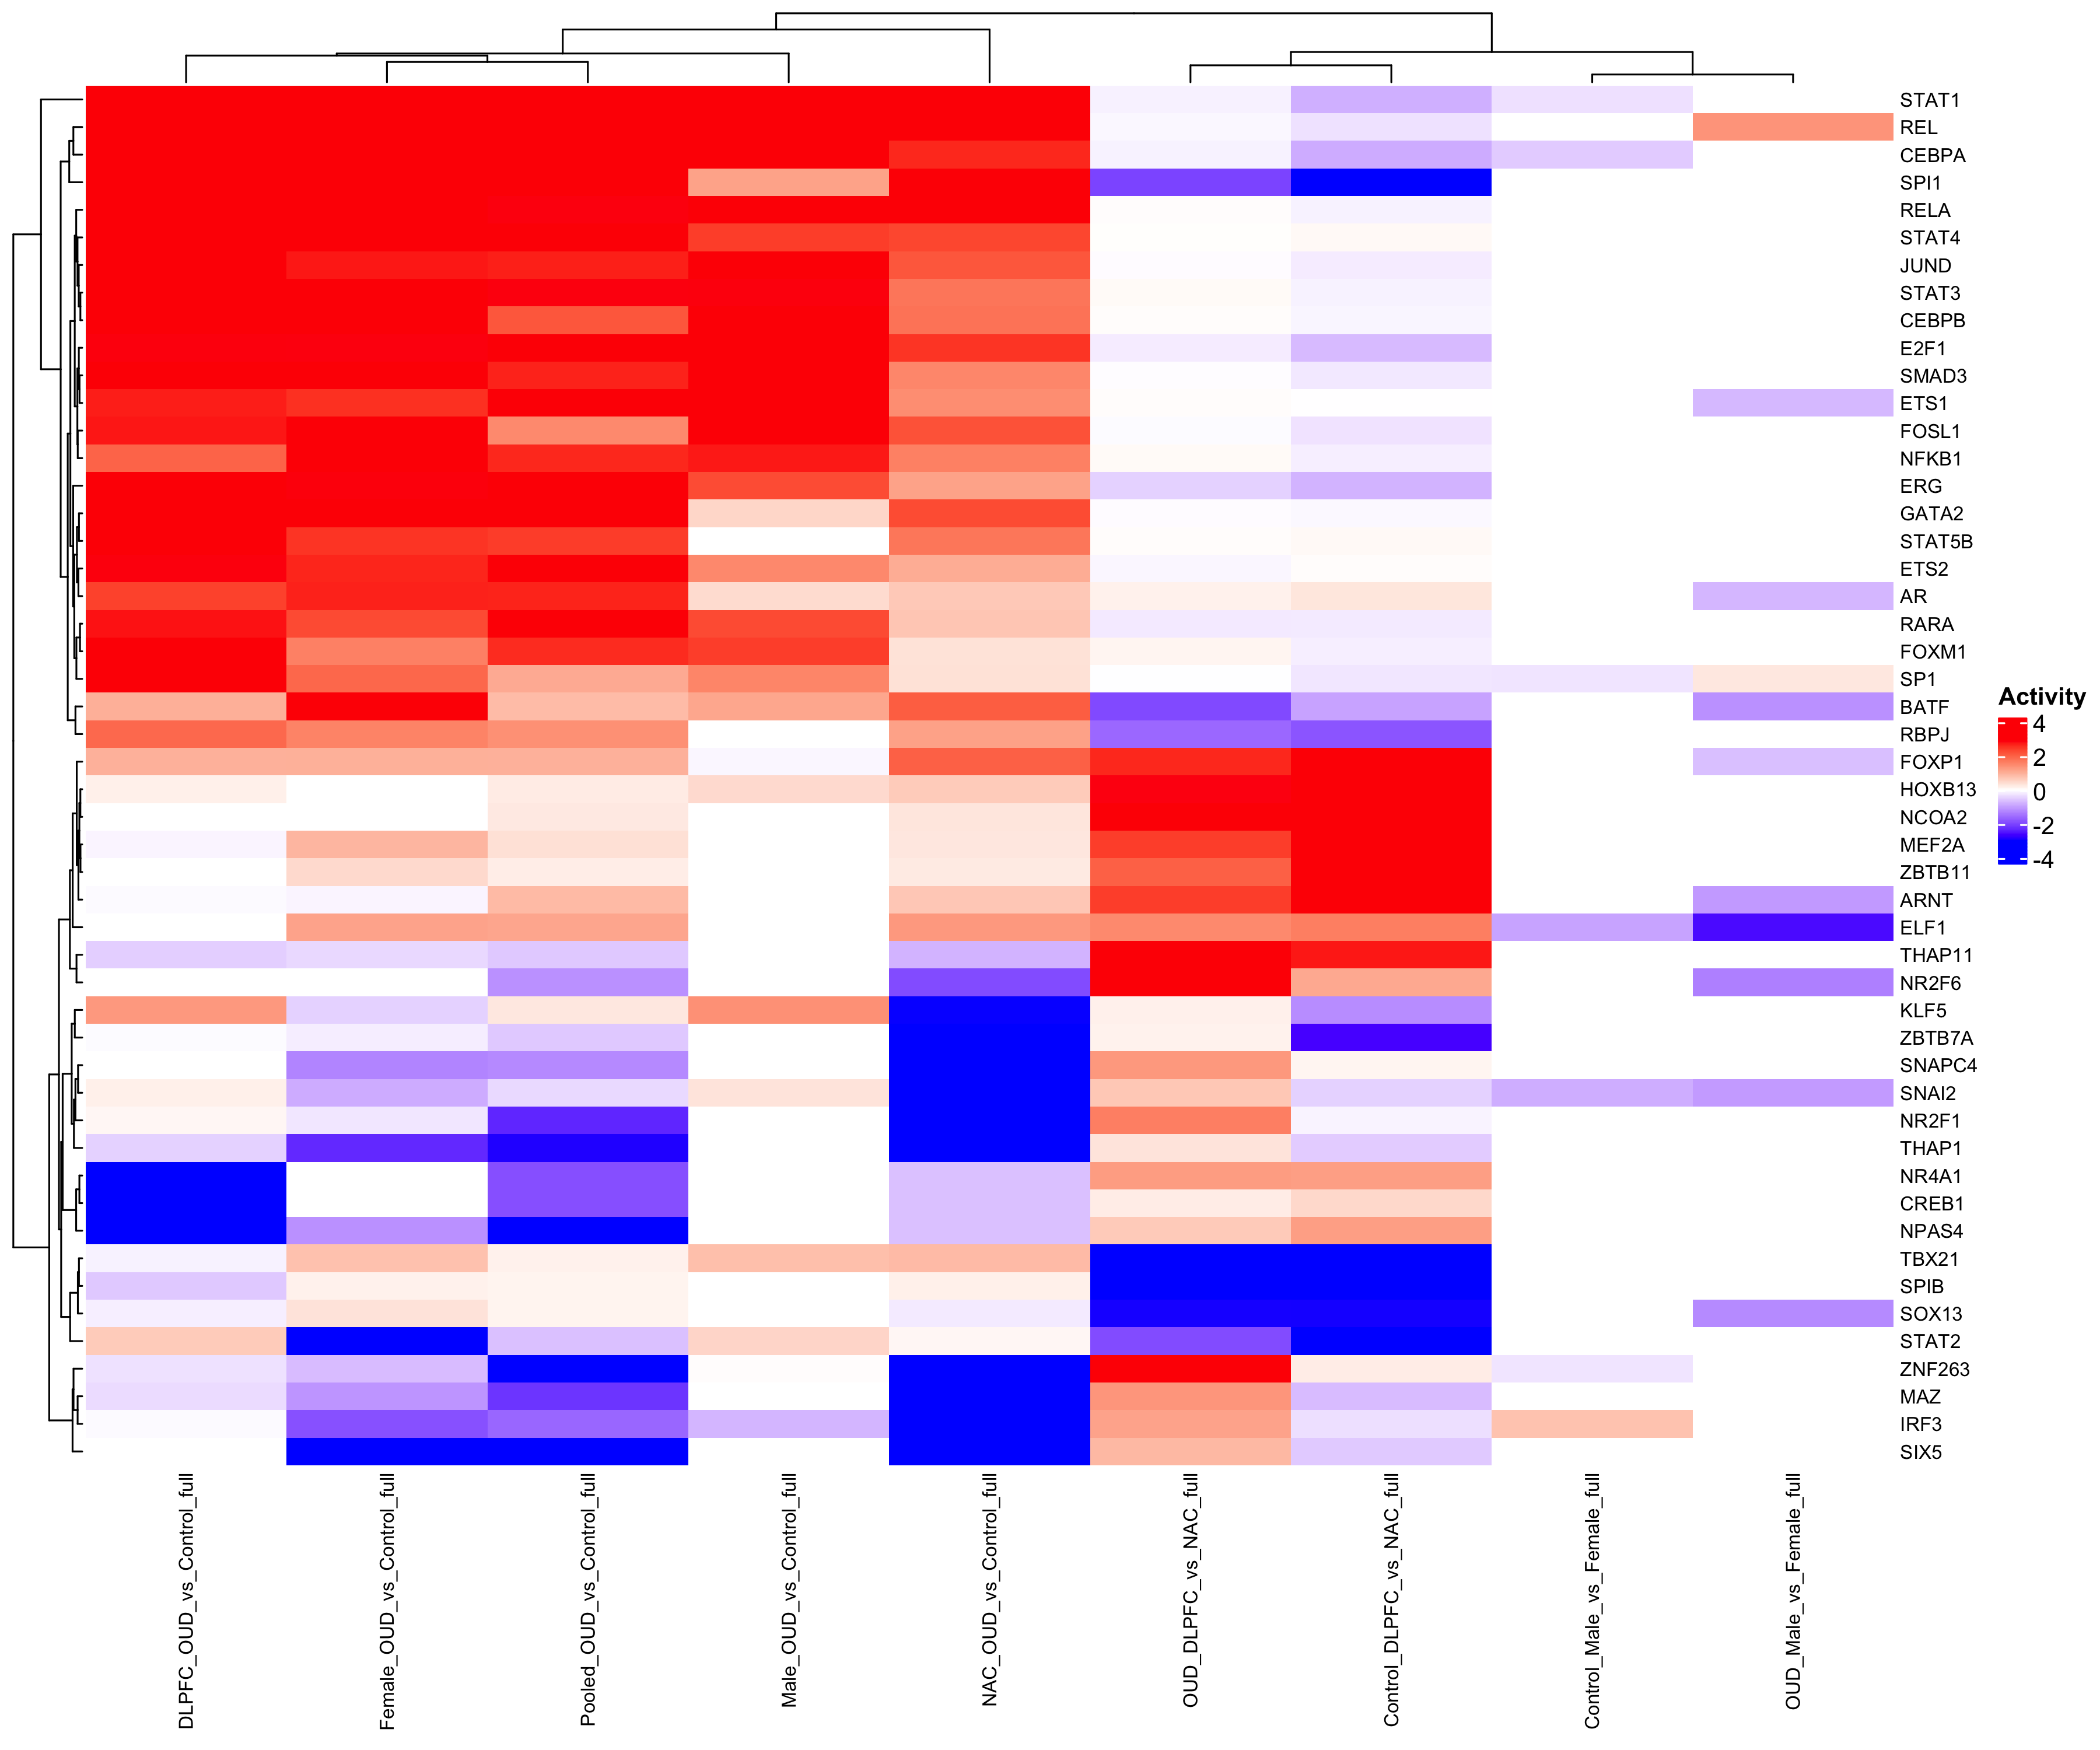 STAT1
REL
CEBPA
SPI1
RELA
STAT4
JUND
STAT3
CEBPB
E2F1
SMAD3
ETS1
FOSL1
NFKB1
ERG
GATA2
STAT5B
ETS2
AR
RARA
FOXM1
SP1
BATF
RBPJ
FOXP1
HOXB13
NCOA2
MEF2A
ZBTB11
ARNT
ELF1
THAP11
NR2F6
KLF5
ZBTB7A
SNAPC4
SNAI2
NR2F1
THAP1
NR4A1
CREB1
NPAS4
TBX21
SPIB
SOX13
STAT2
ZNF263
MAZ
IRF3
SIX5
Activity
4
2
0
-2
-4
DLPFC_OUD_vs_Control_full
Female_OUD_vs_Control_full
Pooled_OUD_vs_Control_full
Male_OUD_vs_Control_full
NAC_OUD_vs_Control_full
OUD_DLPFC_vs_NAC_full
Control_DLPFC_vs_NAC_full
Control_Male_vs_Female_full
OUD_Male_vs_Female_full